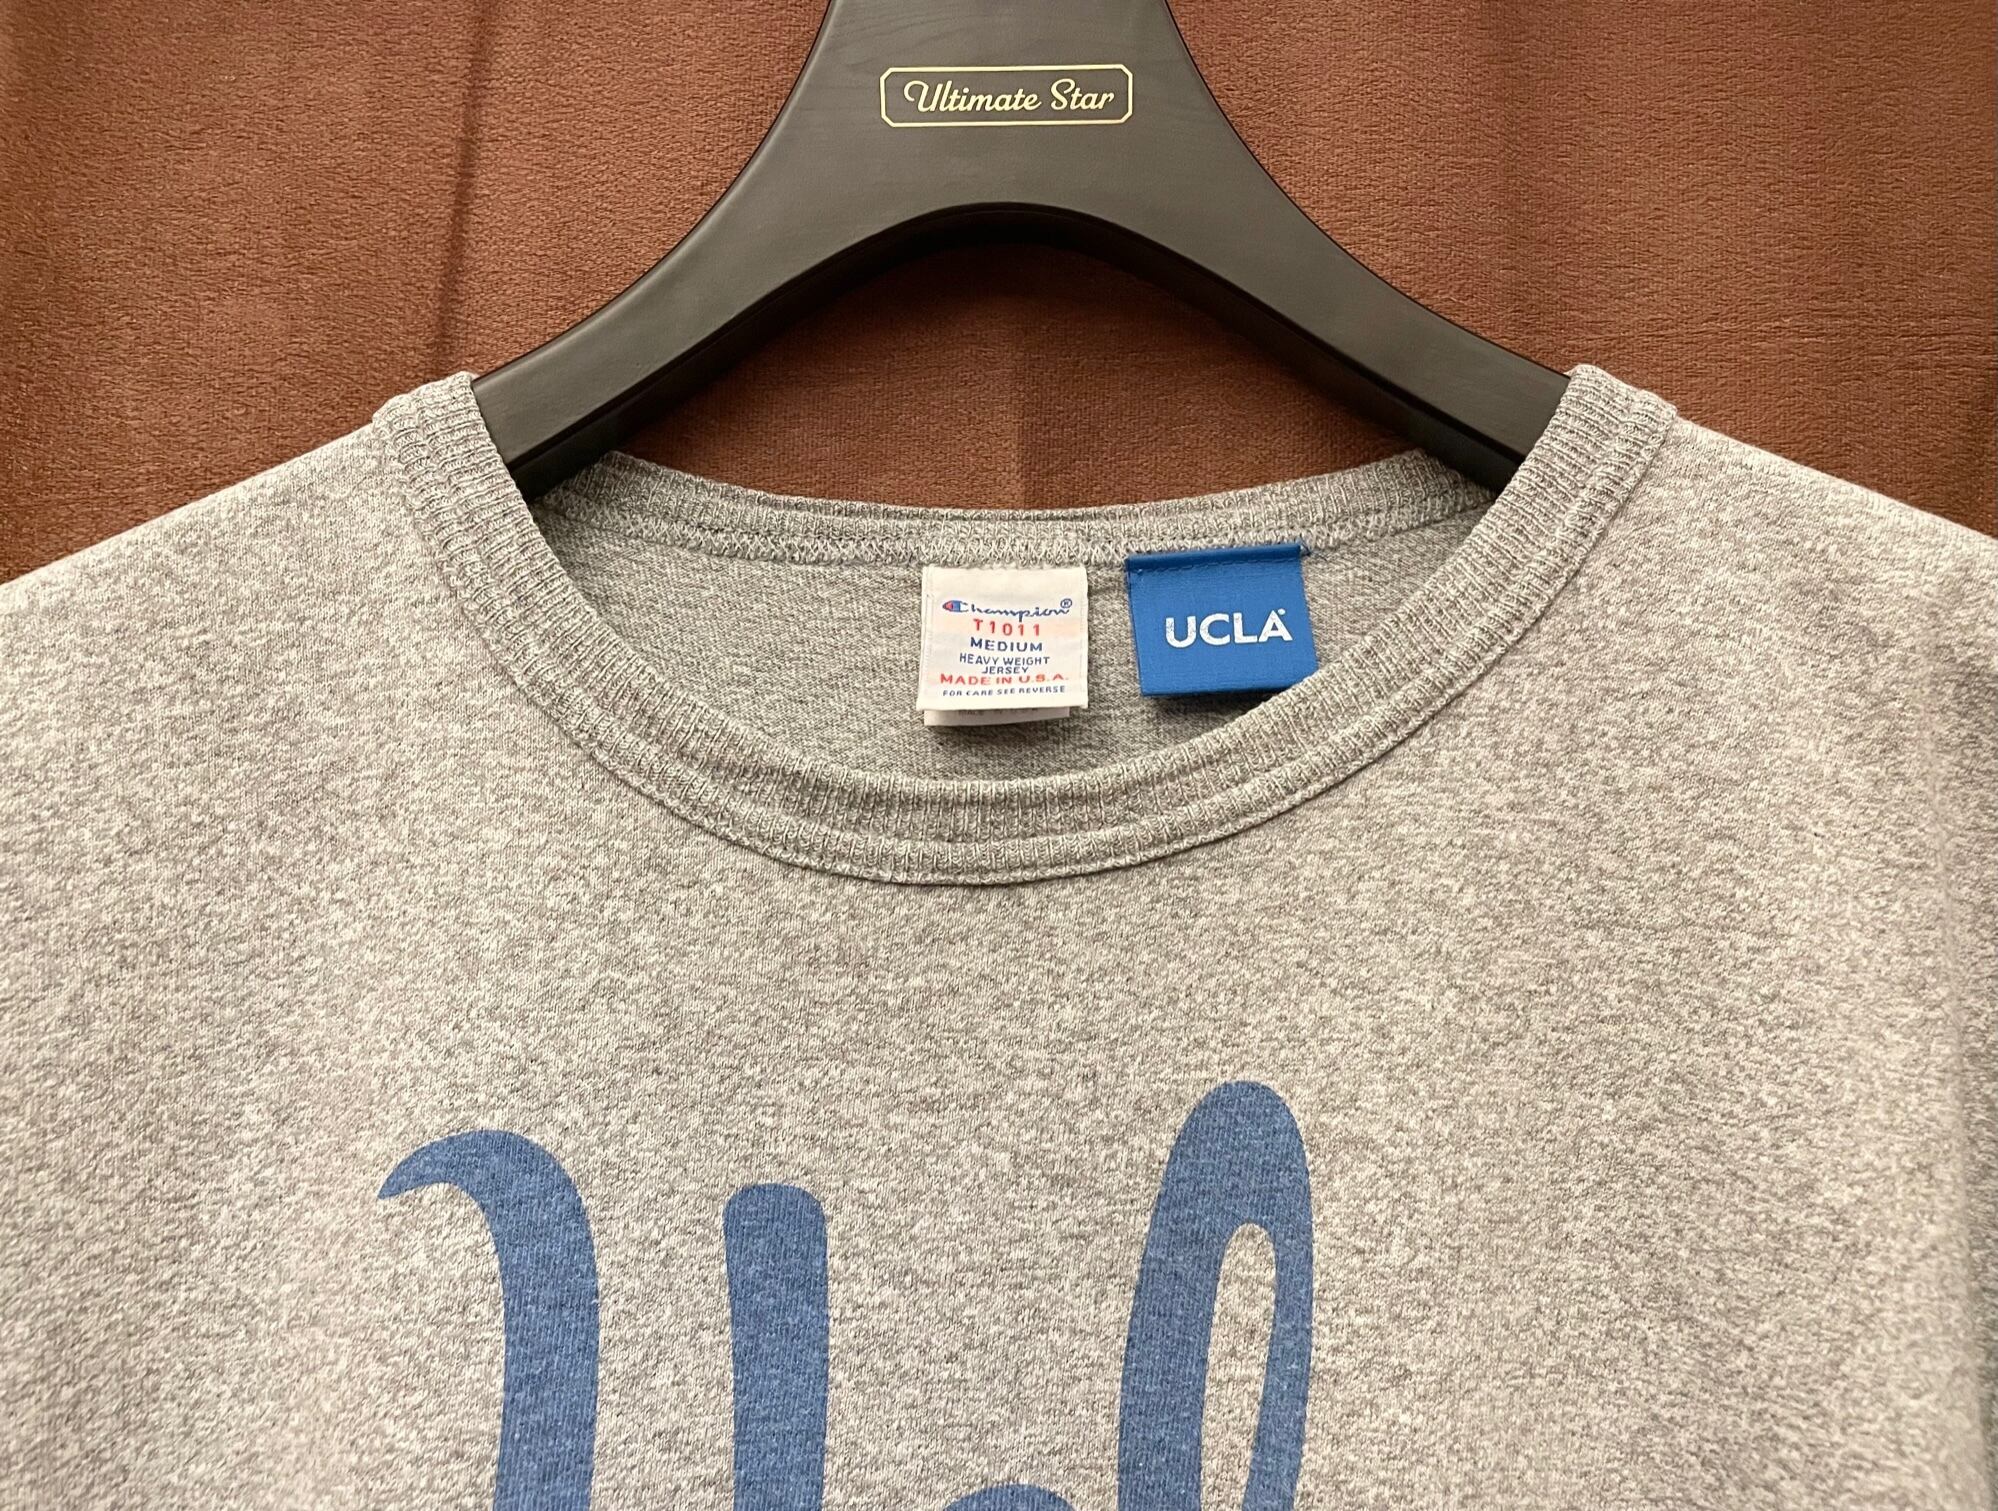 Ultimate Star
Champion®
T1011
MEDIUM
HEAVY WEIGHT
JERSEY
MADE IN U.S.A.
FOR CARE SEE REVERSE
UCLA